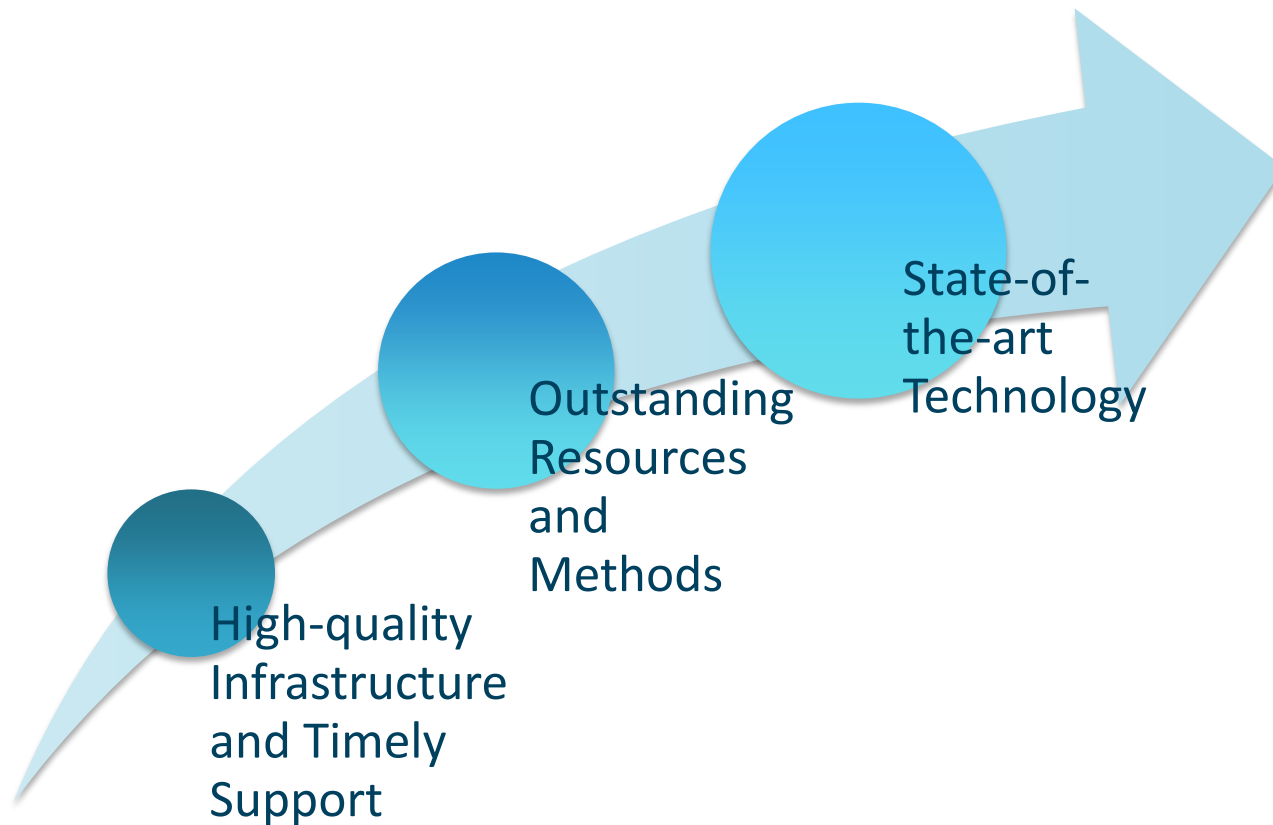 High-quality
Infrastructure
and Timely
Support
Outstanding
Resources
and
Methods
State-of-
the-art
Technology